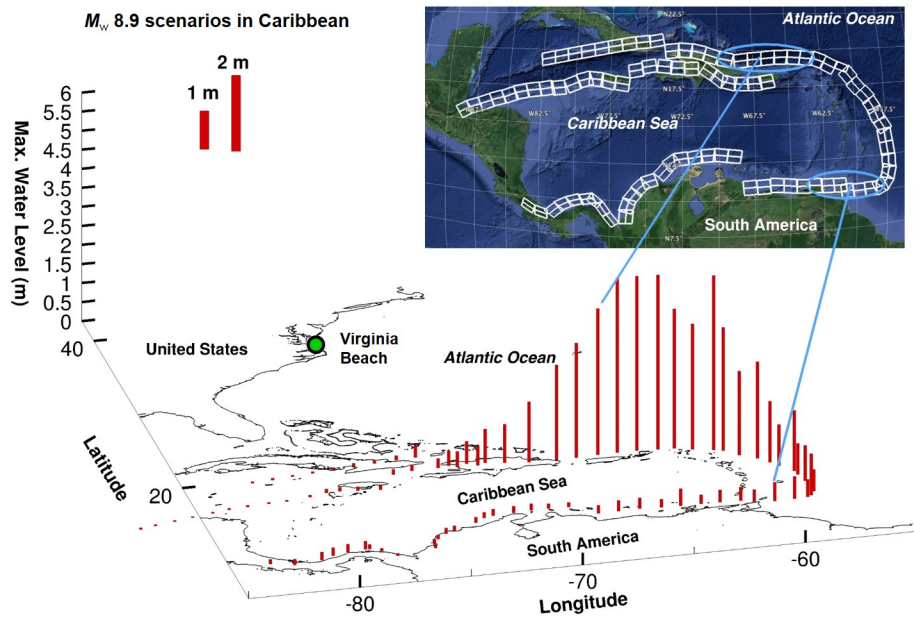 Mw 8.9 scenarios in Caribbean
2 m
1 m
Max. Water Level (m)
6
5.5
5
4.5
4
3.5
3
2.5
2
1.5
1
0.5
0
N22.5°
Atlantic Ocean
N17.5°
W82.5°
W72.5°
W67.5°
W62.5°
Caribbean Sea
South America
N7.5°
40
United States
Virginia
Beach
Atlantic Ocean
Latitude
20
Caribbean Sea
South America
-80
-70
-60
Longitude